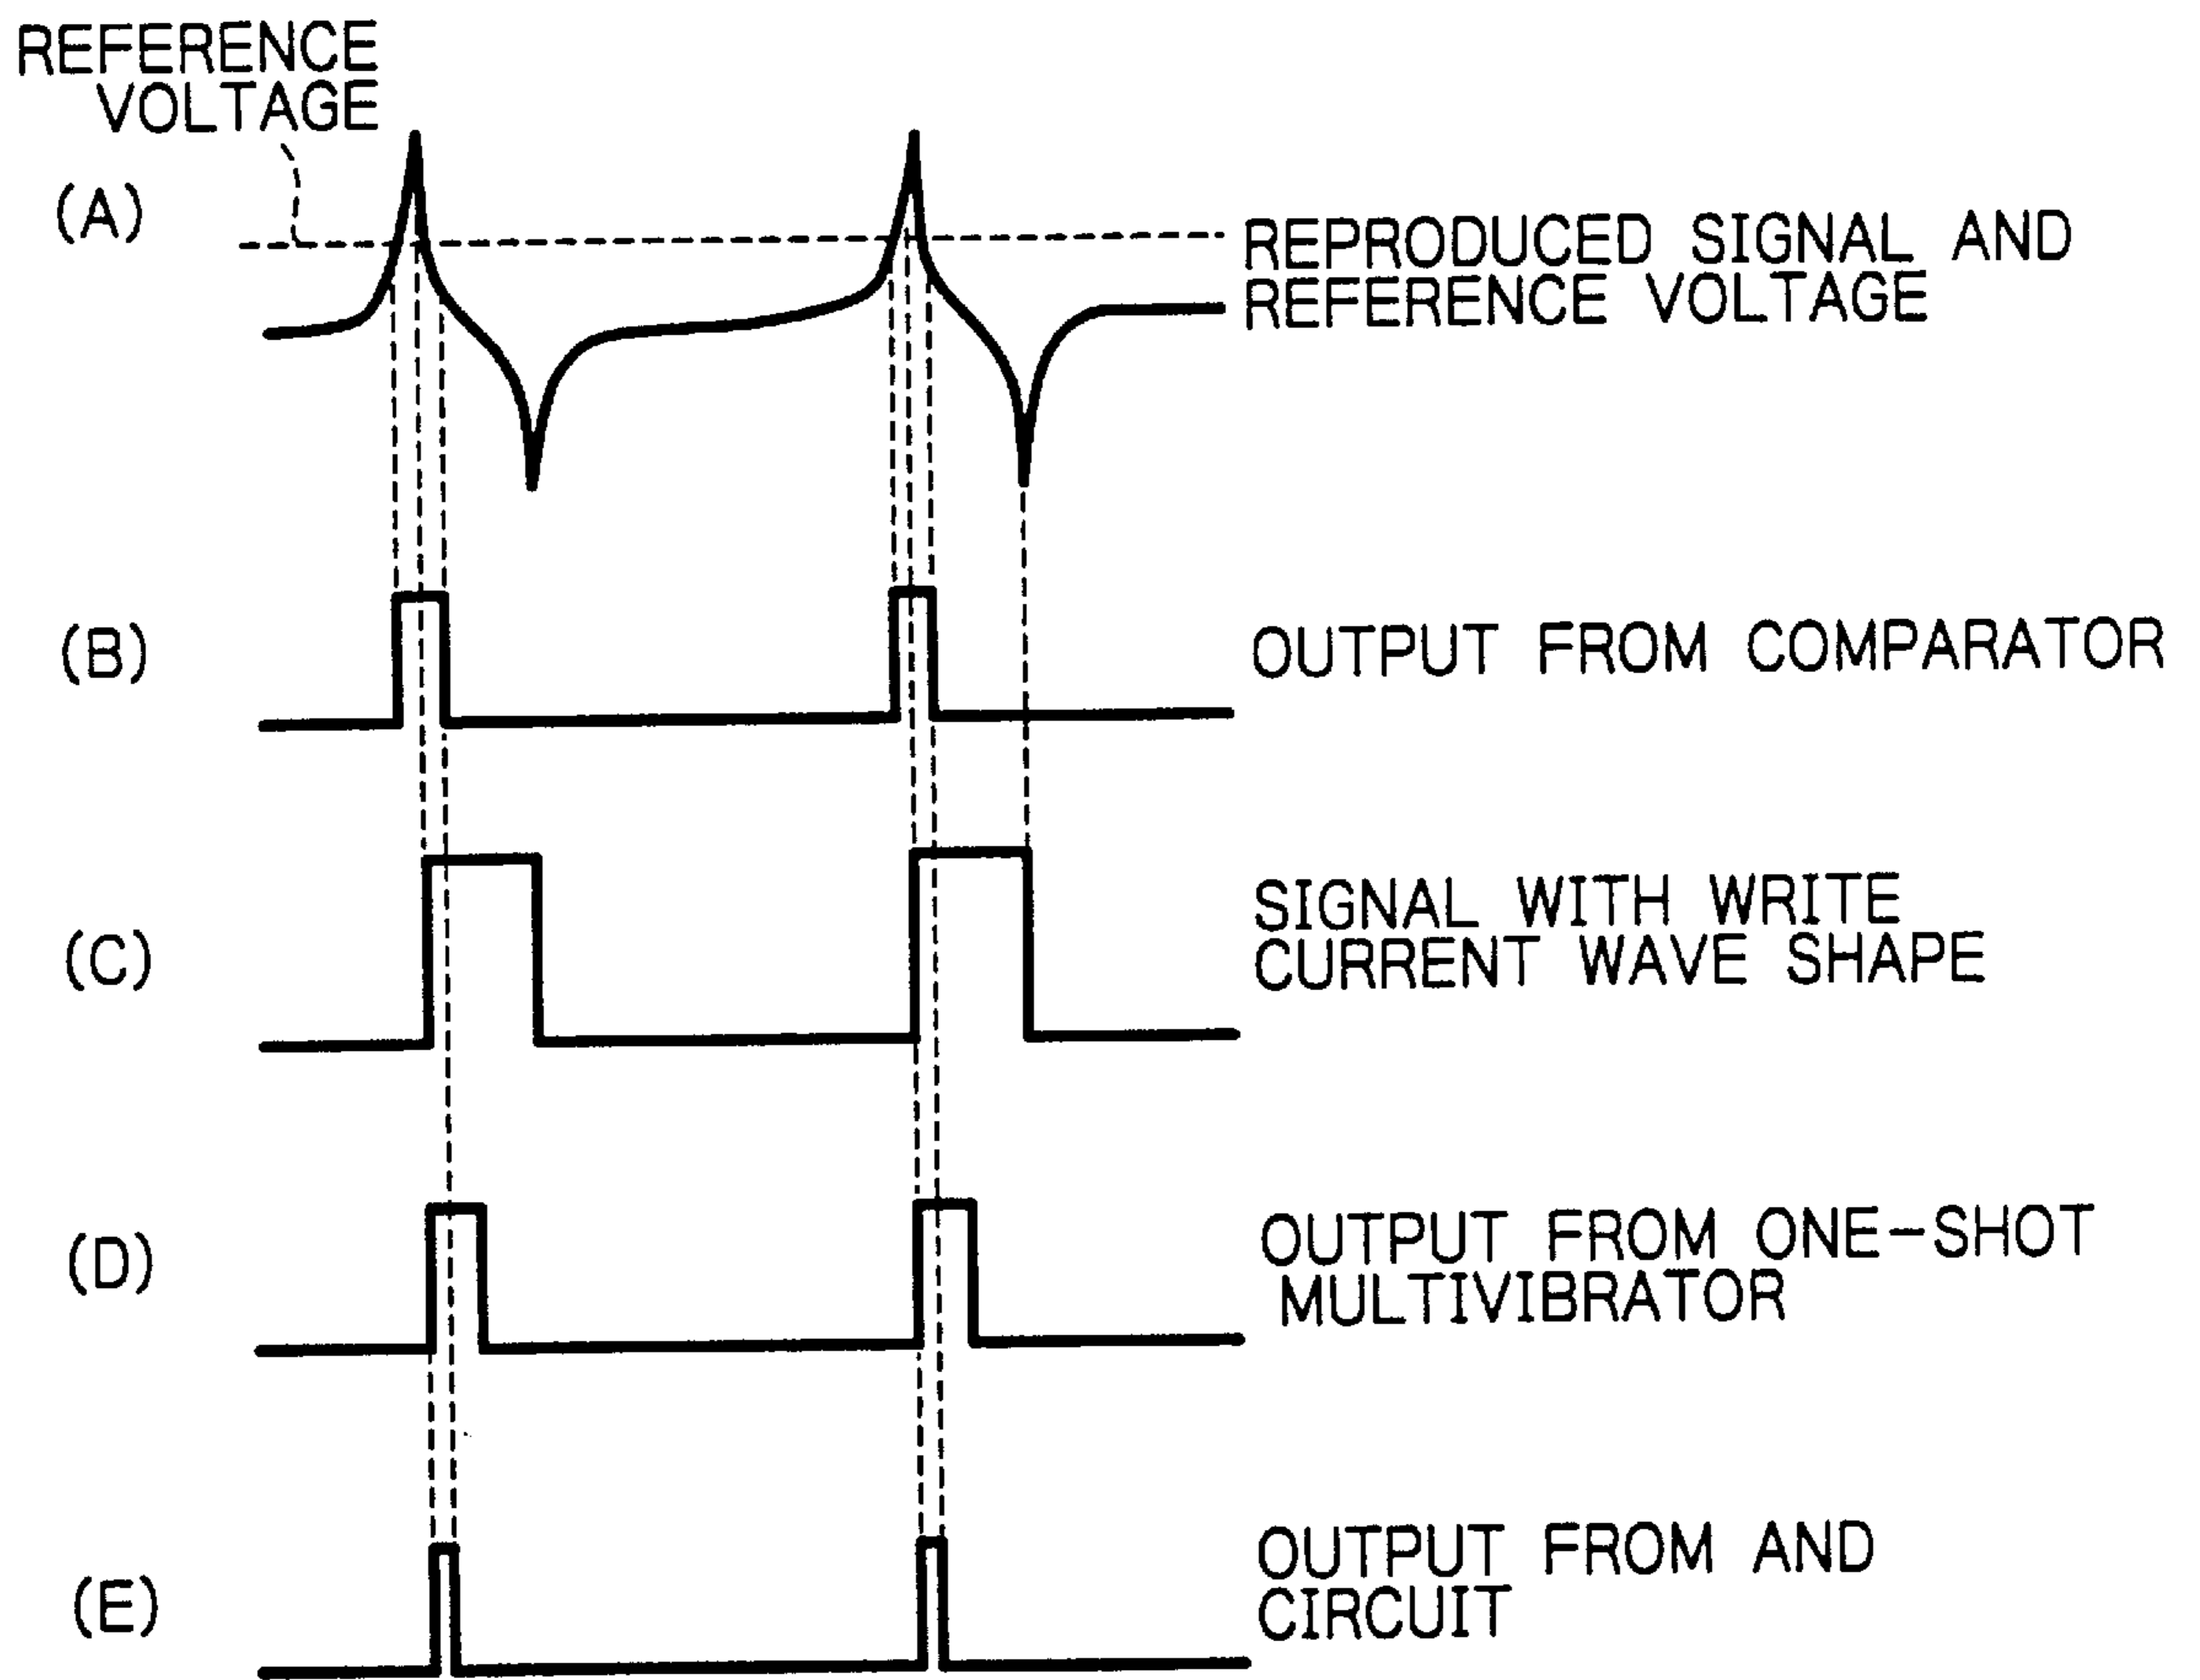 REFERENCE
VOLTAGE
(A)
REPRODUCED SIGNAL AND
REFERENCE VOLTAGE
(B)
OUTPUT FROM COMPARATOR
(C)
SIGNAL WITH WRITE
CURRENT WAVE SHAPE
(D)
OUTPUT FROM ONE-SHOT
MULTIVIBRATOR
(E)
OUTPUT FROM AND
CIRCUIT